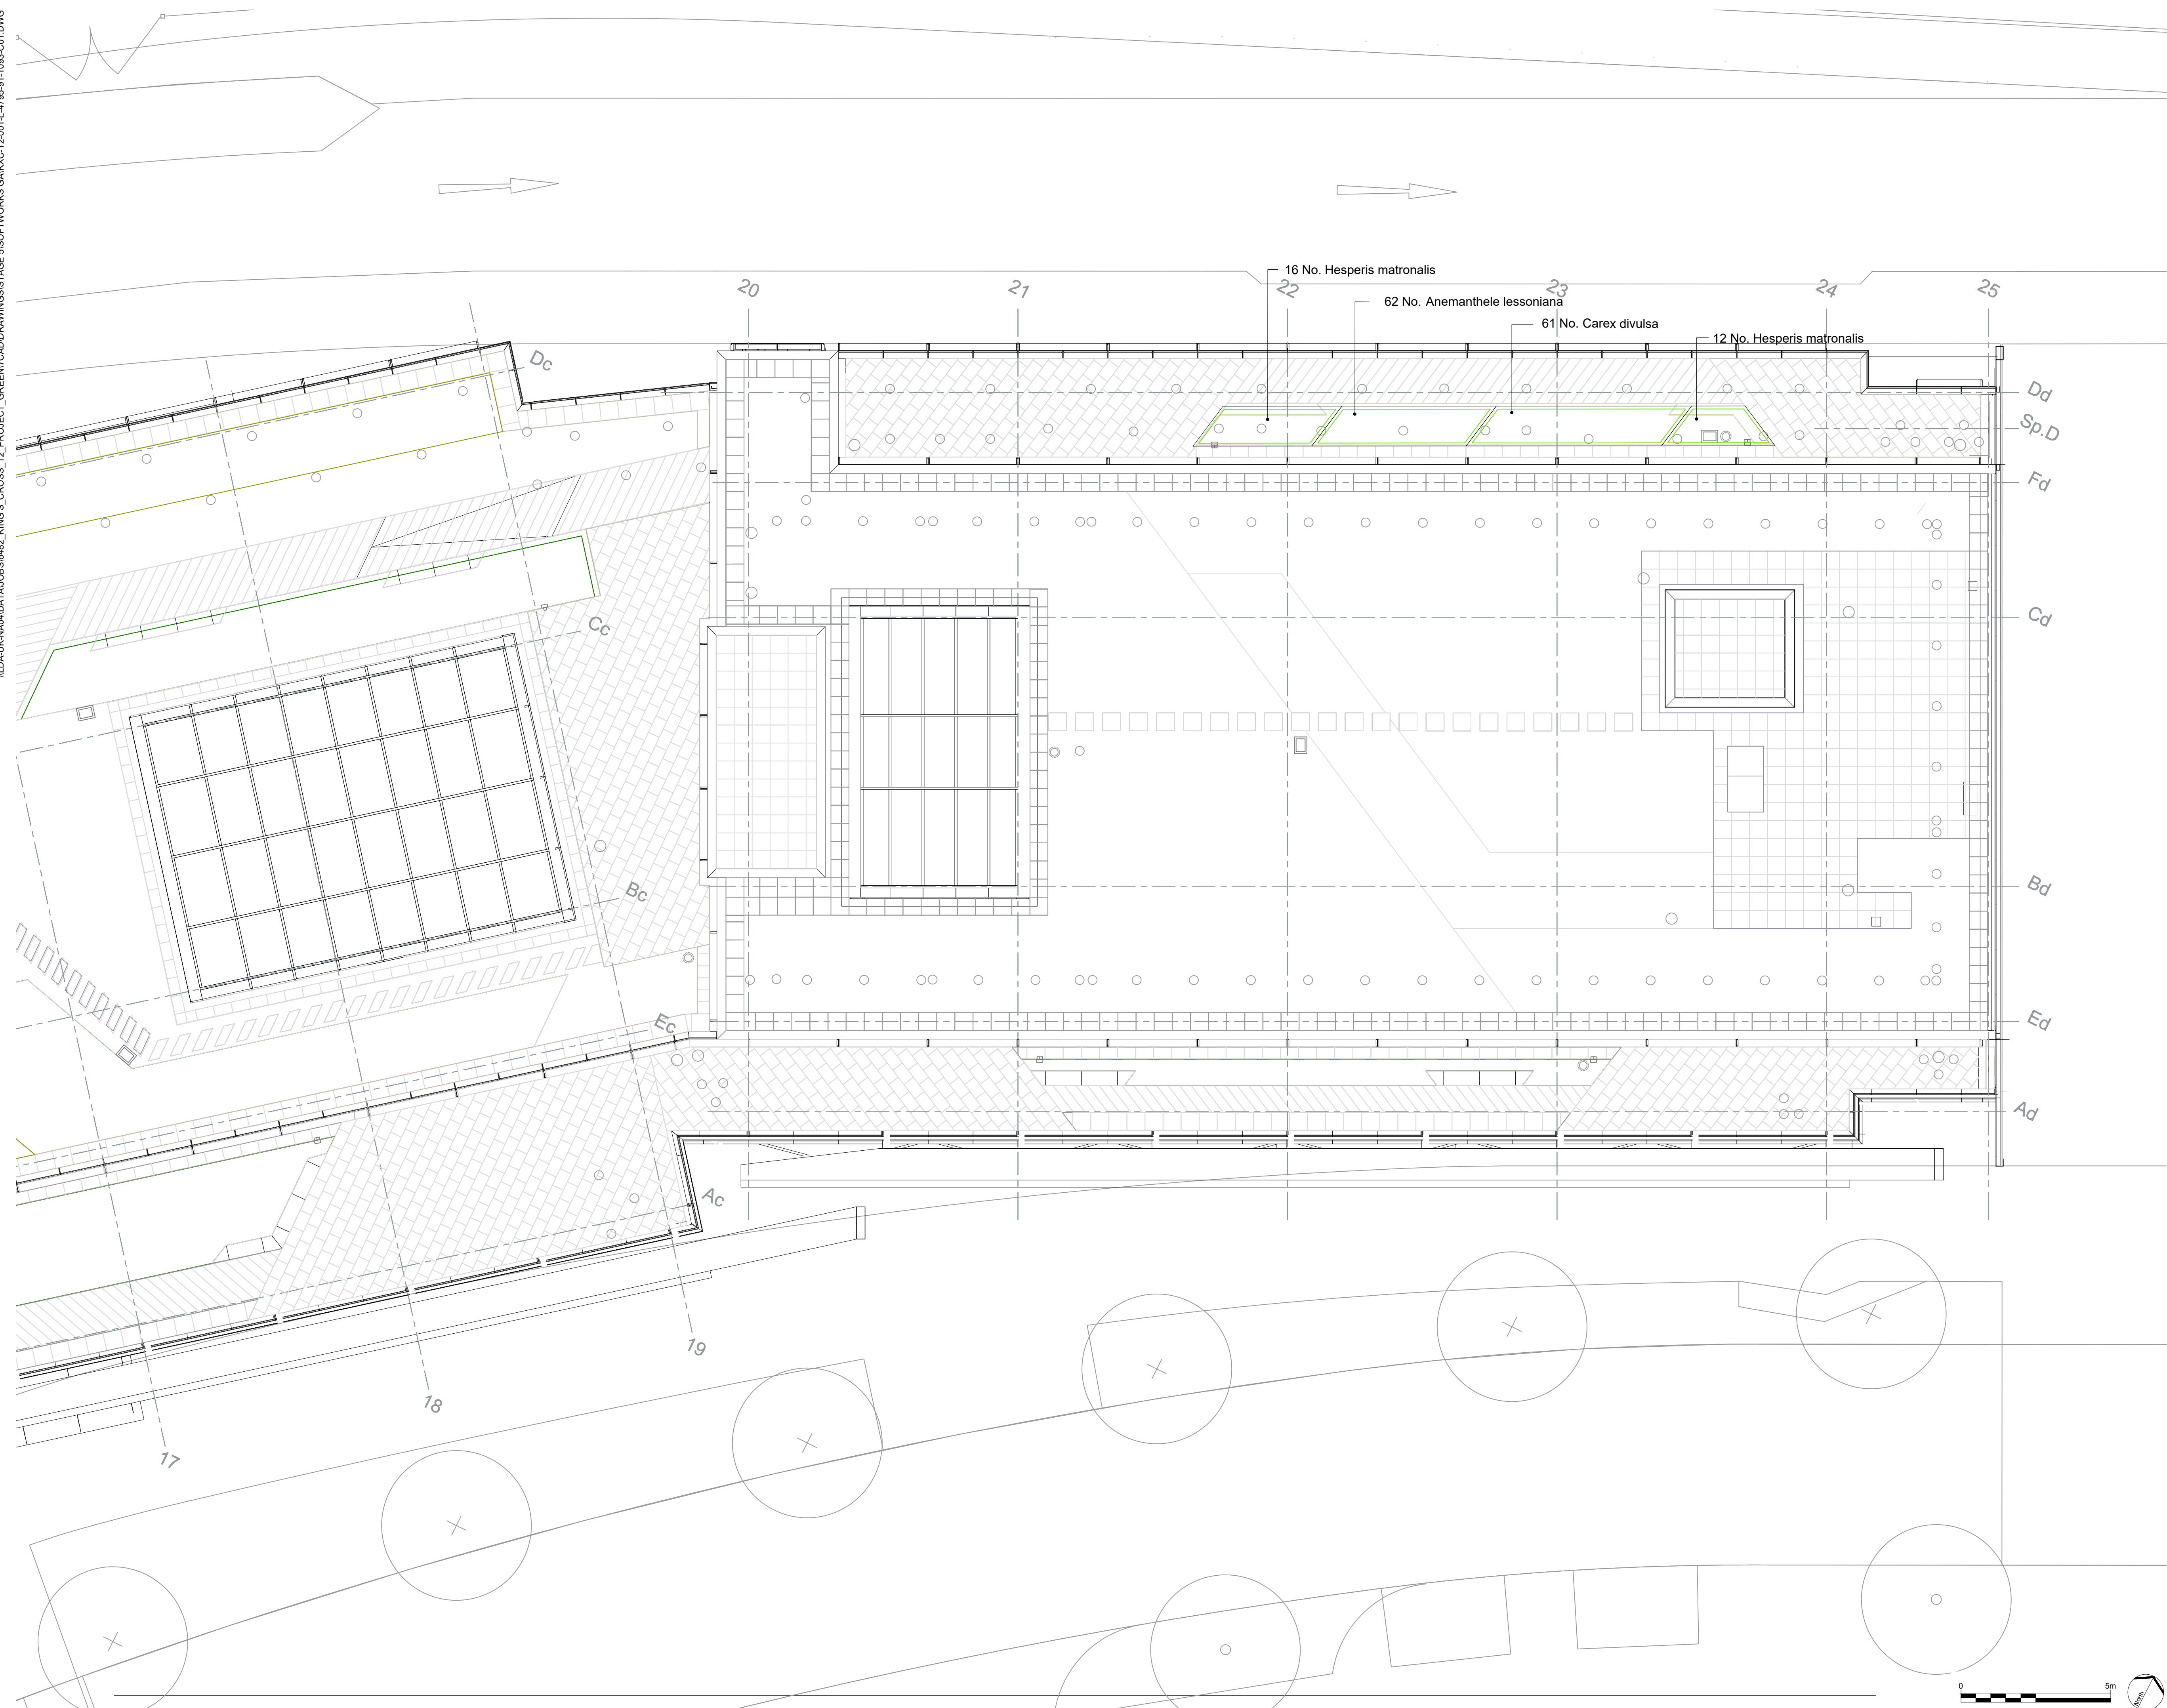 16 No. Hesperis matronalis
62 No. Anemanthele lessoniana
61 No. Carex divulsa
12 No. Hesperis matronalis
20
21
22
23
24
25
Dc
Dd
Sp.D
Fd
Cc
Cd
Bc
Bd
Ec
Ed
Ac
Ad
19
18
17
0
5m
North